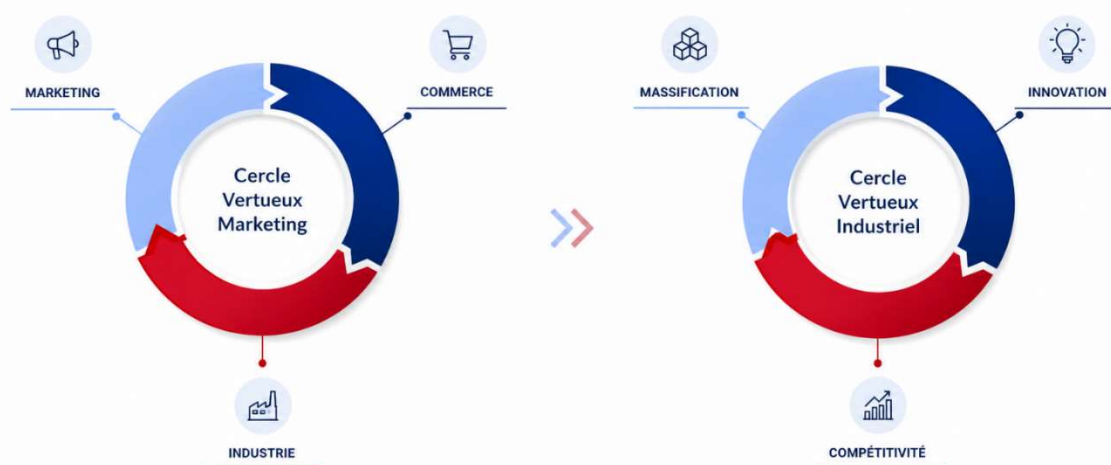 MARKETING
COMMERCE
Cercle
Vertueux
Marketing
INDUSTRIE
MASSIFICATION
INNOVATION
Cercle
Vertueux
Industriel
COMPÉTITIVITÉ